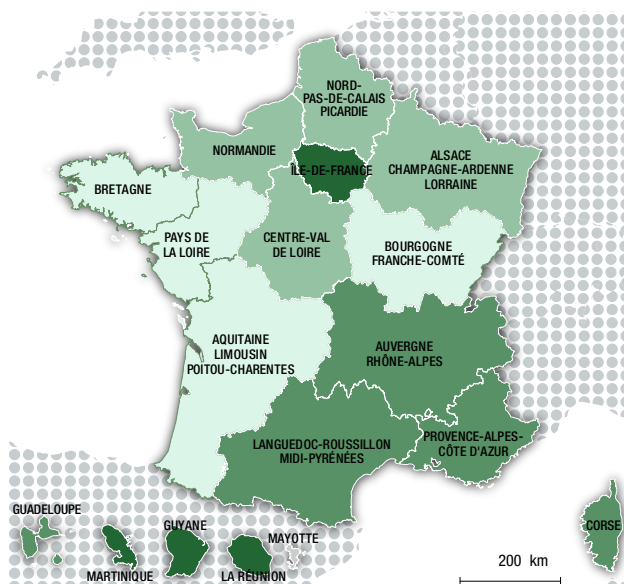 NORD-
PAS-DE-CALAIS
PICARDIE
NORMANDIE
ÎLE-DE-FRANCE
ALSACE
CHAMPAGNE-ARDENNE
LORRAINE
BRETAGNE
PAYS DE
LA LOIRE
CENTRE-VAL
DE LOIRE
BOURGOGNE
FRANCHE-COMTÉ
AQUITAINE
LIMOUSIN
POITOU-CHARENTES
AUVERGNE
RHÔNE-ALPES
LANGUEDOC-ROUSSILLON
MIDI-PYRÉNÉES
PROVENCE-ALPES-
CÔTE D'AZUR
GUADELOUPE
MARTINIQUE
GUYANE
LA RÉUNION
MAYOTTE
CORSE
200 km